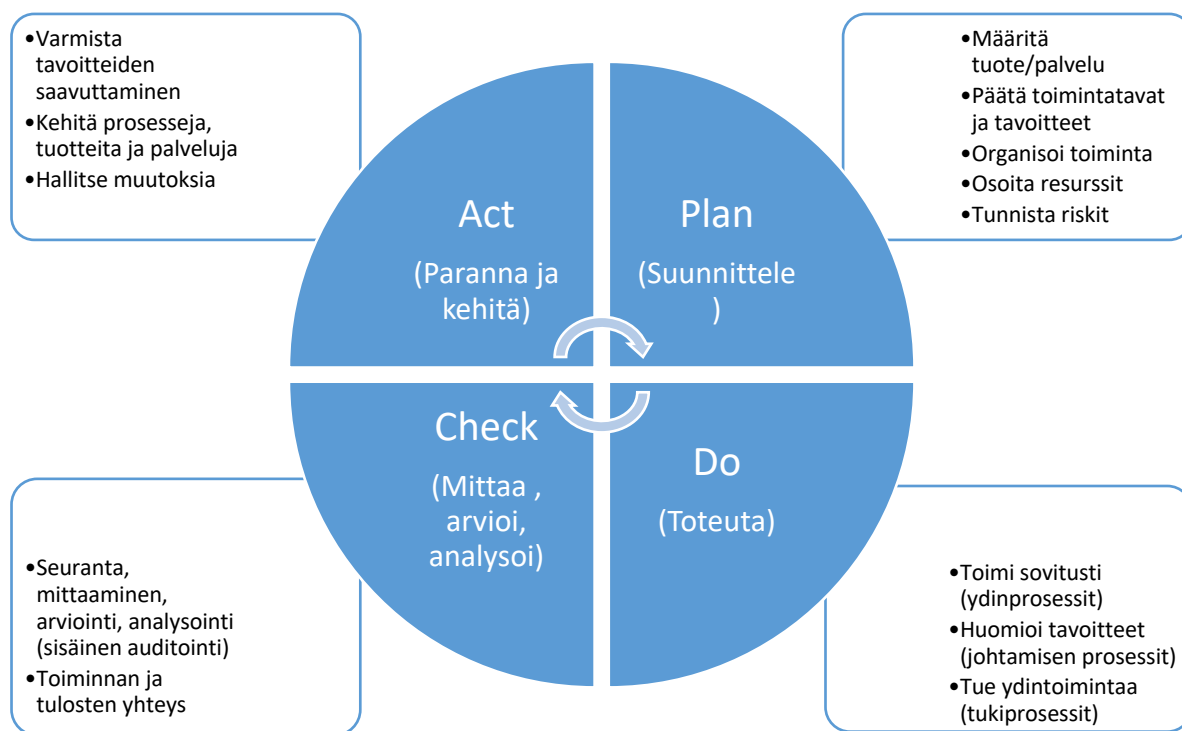 •Varmista
tavoitteiden
saavuttaminen
•Kehitä prosesseja,
tuotteita ja palveluja
•Hallitse muutoksia
•Määritä
tuote/palvelu
•Päätä toimintatavat
ja tavoitteet
•Organisoi toiminta
•Osoita resurssit
•Tunnista riskit
Act
(Paranna ja
kehitä)
Plan
(Suunnittele
)
Check
(Mittaa ,
arvioi,
analysoi)
Do
(Toteuta)
•Seuranta,
mittaaminen,
arviointi, analysointi
(sisäinen auditointi)
•Toiminnan ja
tulosten yhteys
•Toimi sovitusti
(ydinprosessit)
•Huomioi tavoitteet
(johtamisen prosessit)
•Tue ydintoimintaa
(tukiprosessit)